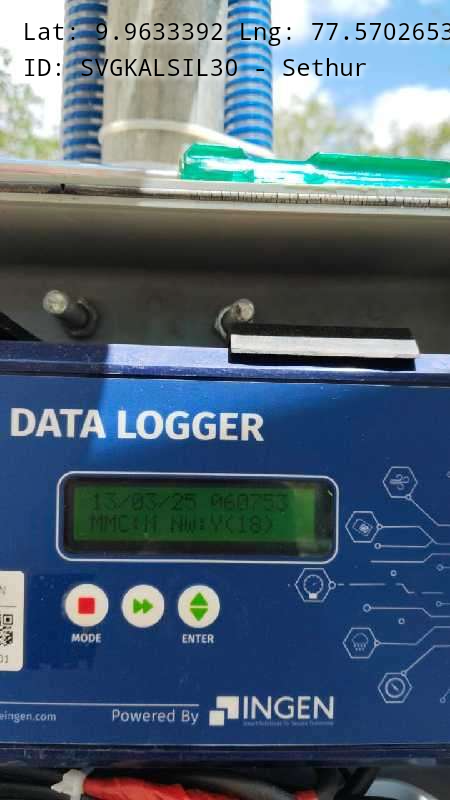 Lat: 9.9633392 Lng: 77.5702653
ID: SVGKALSIL30 - Sethur
DATA LOGGER
13/03/25 060753
MMC:N NW:Y(18)
MODE
ENTER
N
01
eingen.com
Powered By INGEN